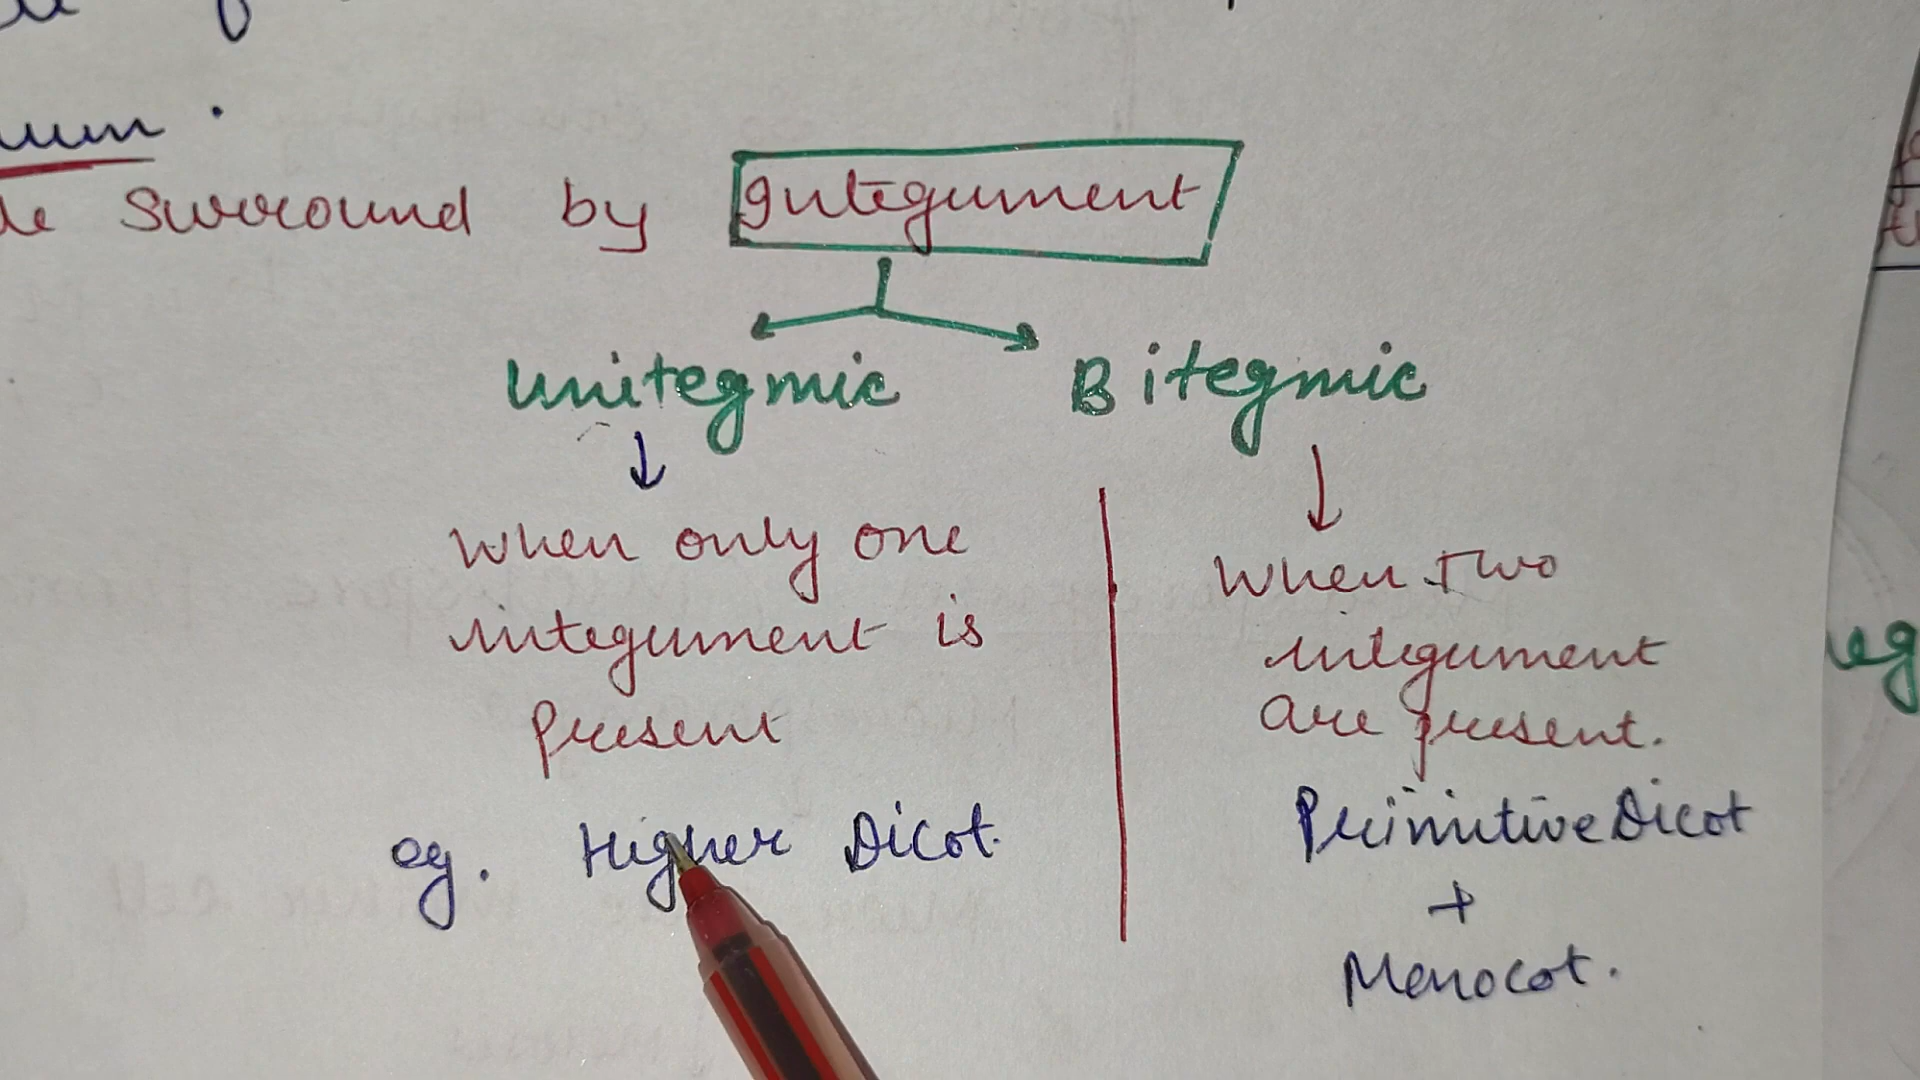 surround by Integument
Unitegmic
Bitegmic
When only one
integument is
present
eg. Higher Dicot.
When two
integument
are present.
Primitive Dicot
+
Monocot.